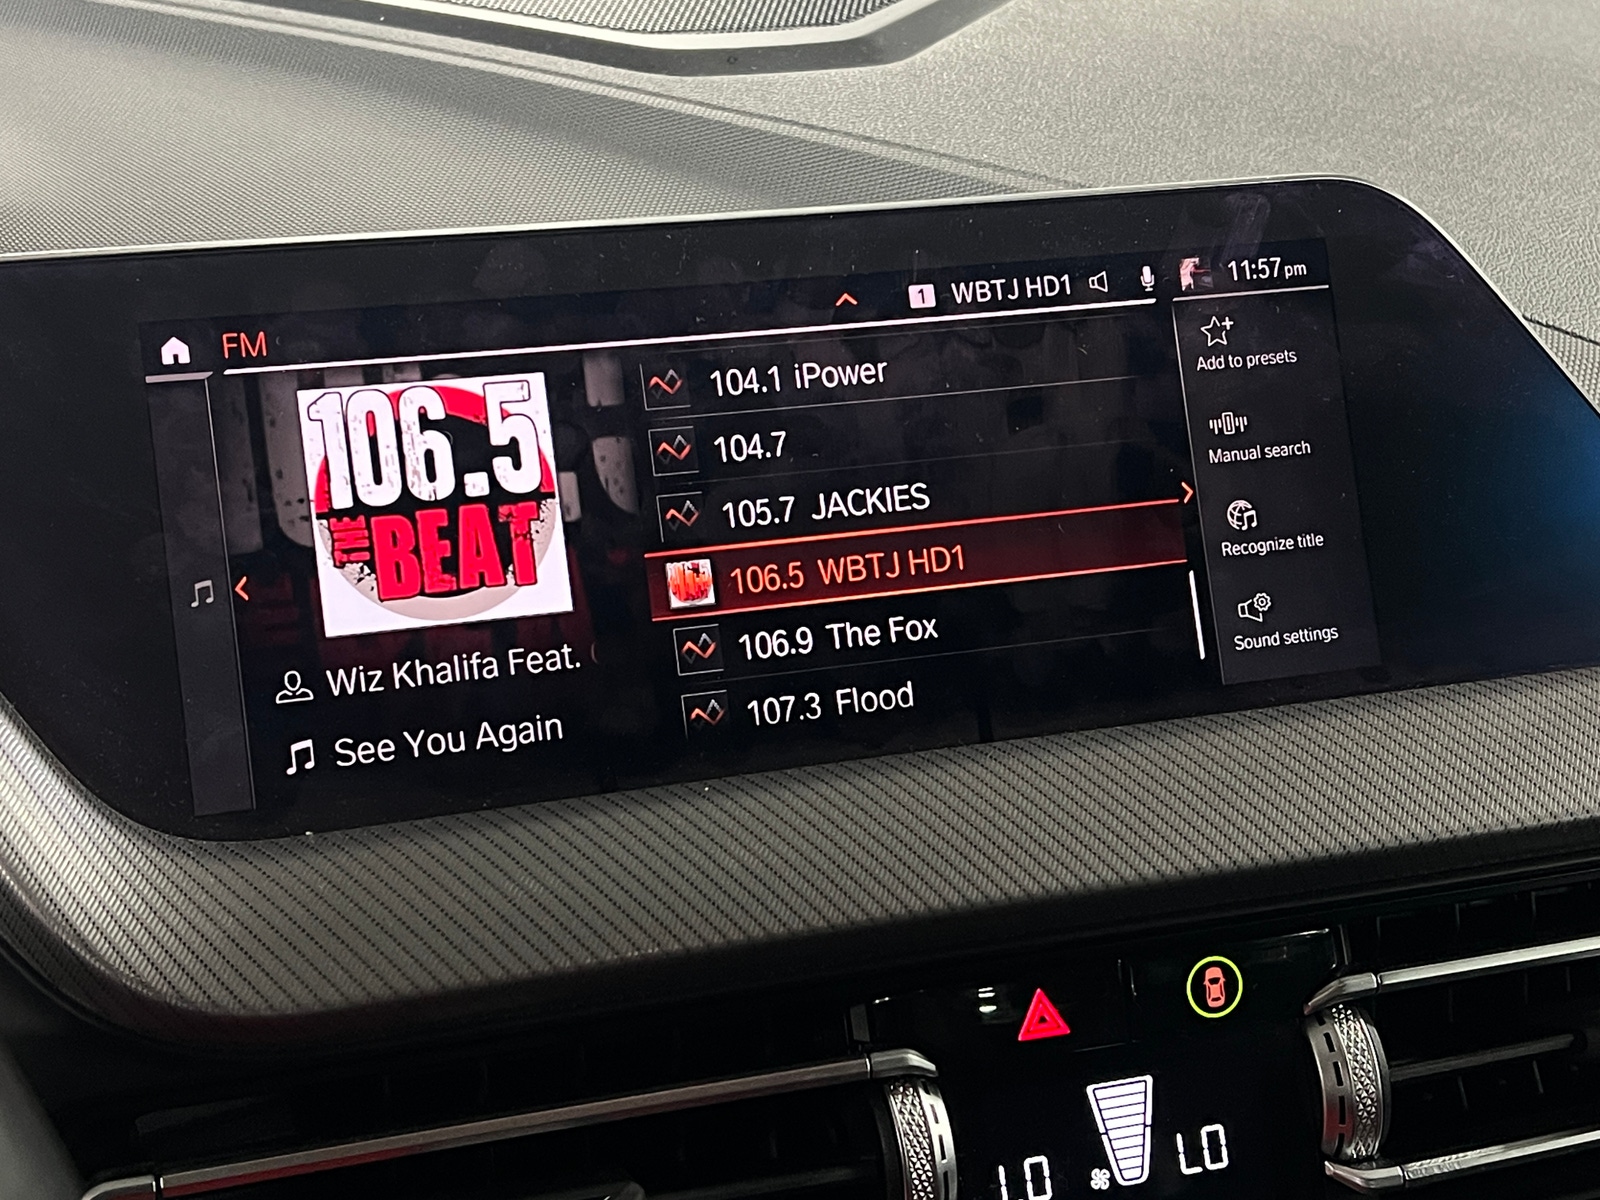 FM
1 WBTJ HD1
11:57 pm
106.5
THE BEAT
Wiz Khalifa Feat.
See You Again
104.1 iPower
104.7
105.7 JACKIES
106.5 WBTJ HD1
106.9 The Fox
107.3 Flood
Add to presets
Manual search
Recognize title
Sound settings
LO
LO